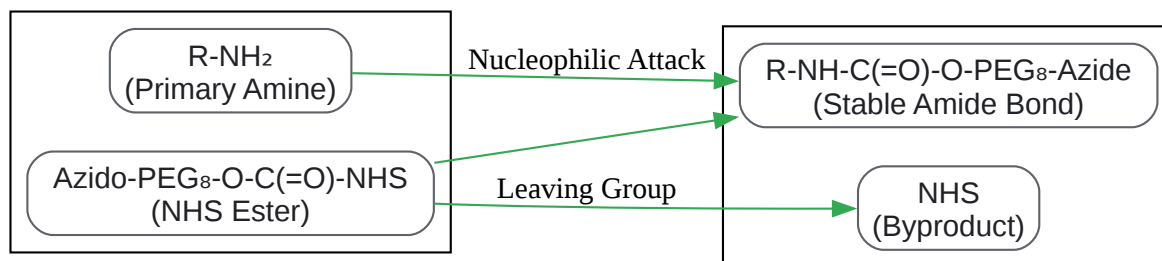 R-NH₂
(Primary Amine)
Nucleophilic Attack
R-NH-C(=O)-O-PEG₈-Azide
(Stable Amide Bond)
Azido-PEG₈-O-C(=O)-NHS
(NHS Ester)
Leaving Group
NHS
(Byproduct)